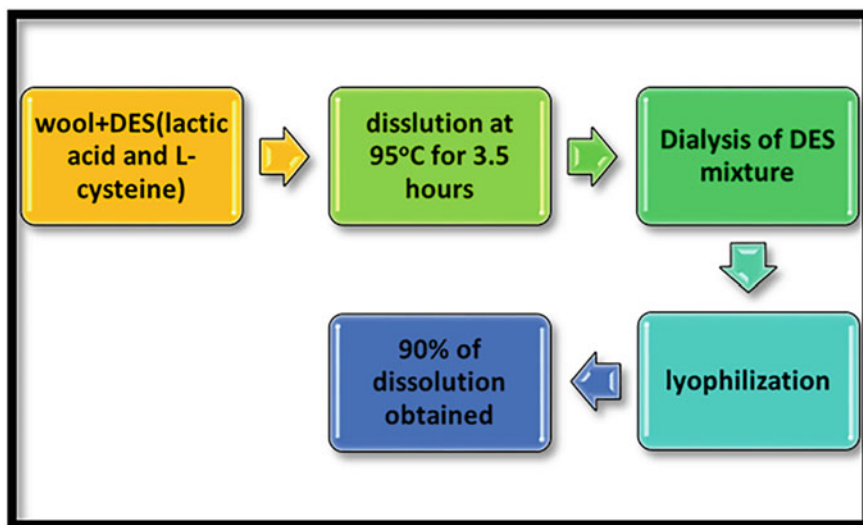 wool+DES(lactic
acid and L-
cysteine)
disslution at
95°C for 3.5
hours
Dialysis of DES
mixture
lyophilization
90% of
dissolution
obtained